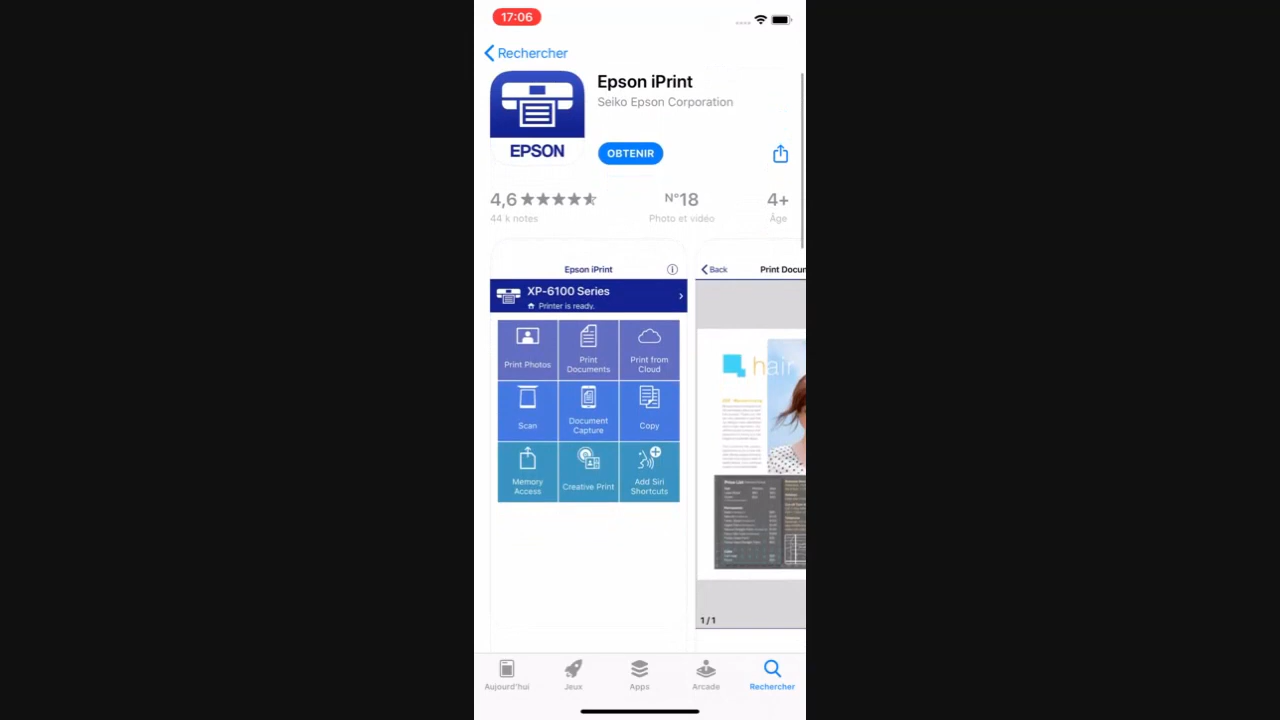 17:06
Rechercher
EPSON
Epson iPrint
Seiko Epson Corporation
OBTENIR
4,6
N°18
4+
44 k notes
Photo et vidéo
Âge
Epson iPrint
XP-6100 Series
Printer is ready.
Print Photos
Print
Documents
Print from
Cloud
Scan
Document
Capture
Copy
Memory
Access
Creative Print
Add Siri
Shortcuts
Back
Print Docum
hair
1/1
Aujourd'hui
Jeux
Apps
Arcade
Rechercher